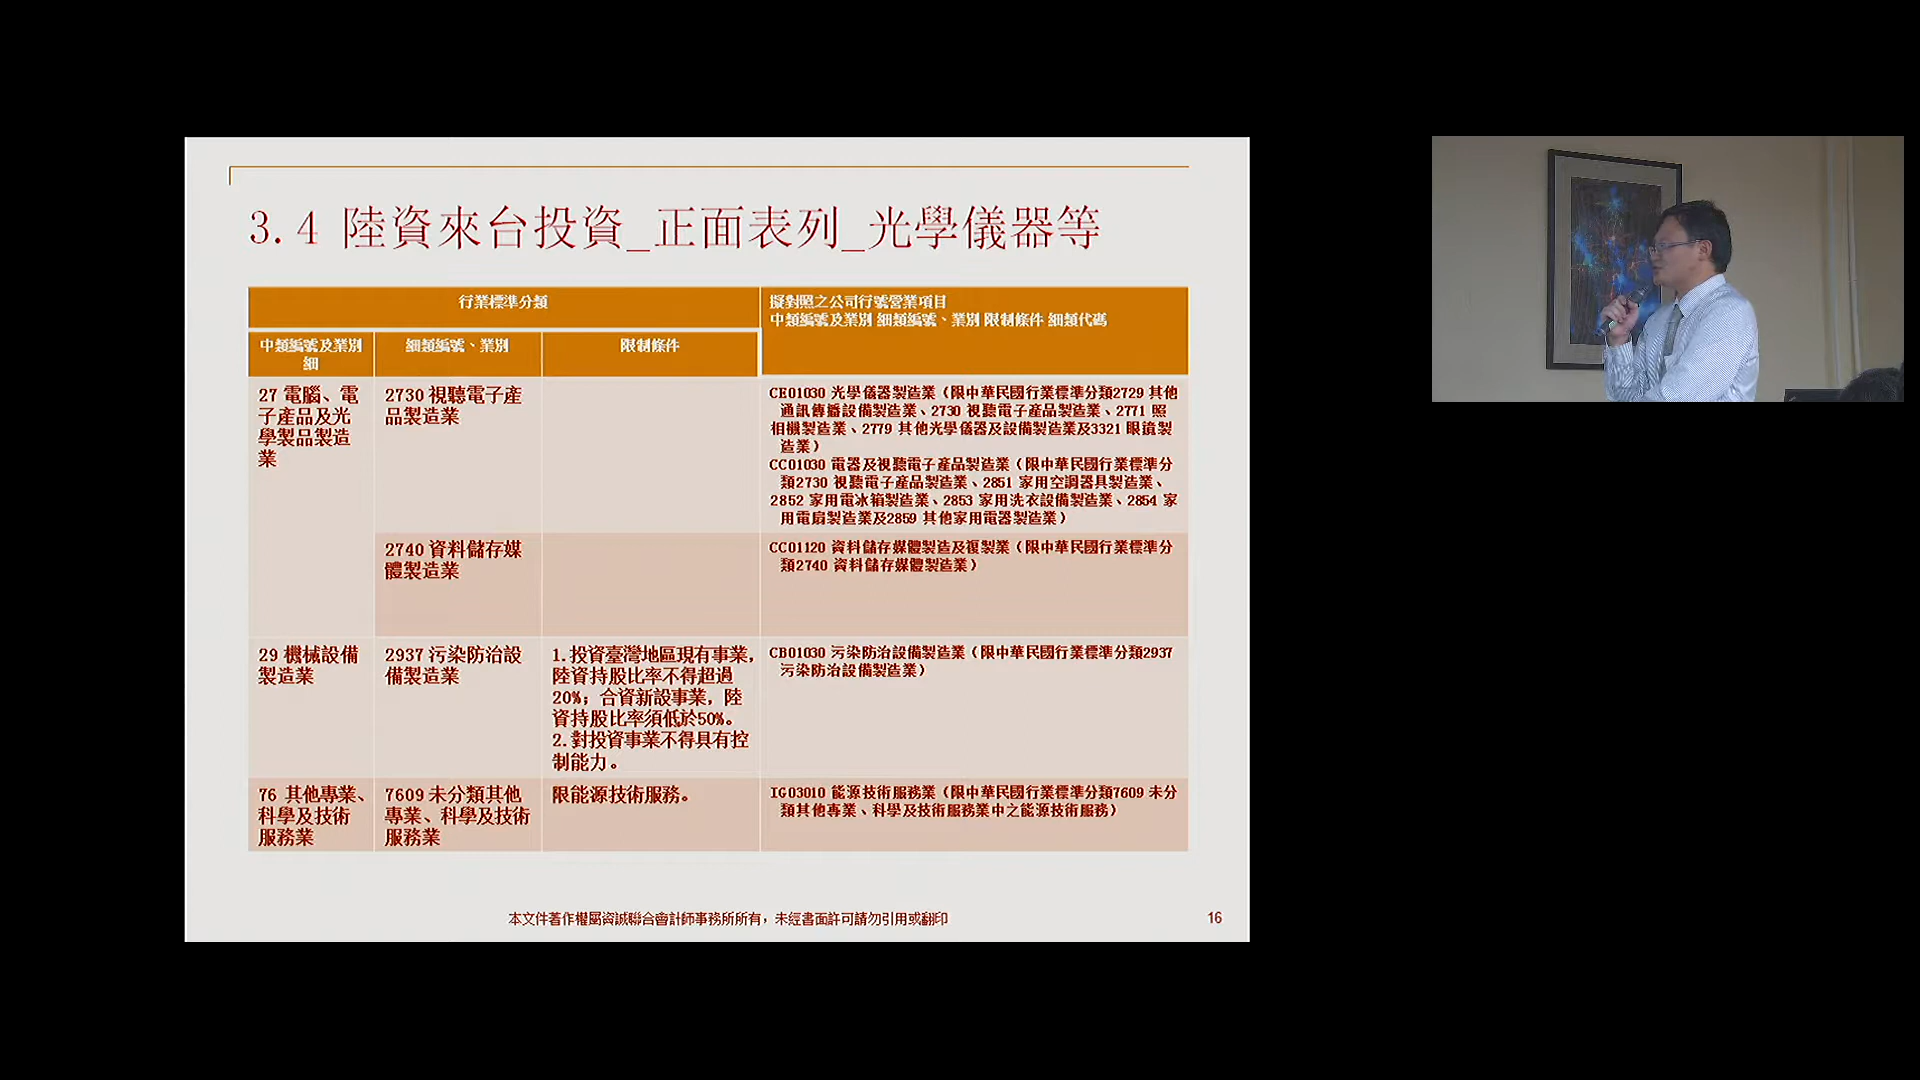 3.4 陸資來台投資_正面表列_光學儀器等
行業標準分類
擬對照之公司行號營業項目
中類編號及業別 細類編號、業別 限制條件 細類代碼
中類編號及業別
細
細類編號、業別
限制條件
27 電腦、電
子產品及光
學製品製造
業
2730 視聽電子產
品製造業
CE01030 光學儀器製造業（限中華民國行業標準分類2729 其他
通訊傳播設備製造業、2730 視聽電子產品製造業、2771 照
相機製造業、2779 其他光學儀器及設備製造業及3321 眼鏡製
造業）
CC01030 電器及視聽電子產品製造業（限中華民國行業標準分
類2730 視聽電子產品製造業、2851 家用空調器具製造業、
2852 家用電冰箱製造業、2853 家用洗衣設備製造業、2854 家
用電扇製造業及2859 其他家用電器製造業）
2740 資料儲存媒
體製造業
CC01120 資料儲存媒體製造及複製業（限中華民國行業標準分
類2740 資料儲存媒體製造業）
29 機械設備
製造業
2937 污染防治設
備製造業
1.投資臺灣地區現有事業，
陸資持股比率不得超過
20%；合資新設事業，陸
資持股比率須低於50%。
2.對投資事業不得具有控
制能力。
CB01030 污染防治設備製造業（限中華民國行業標準分類2937
污染防治設備製造業）
76 其他專業、
科學及技術
服務業
7609 未分類其他
專業、科學及技術
服務業
限能源技術服務。
IG03010 能源技術服務業（限中華民國行業標準分類7609 未分
類其他專業、科學及技術服務業中之能源技術服務）
本文件著作權屬資誠聯合會計師事務所所有，未經書面許可請勿引用或翻印
16